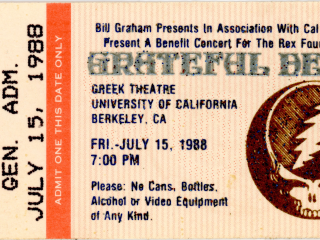 GEN. ADM.
JULY 15, 1988
ADMIT ONE THIS DATE ONLY
Bill Graham Presents In Association With Cal
Present A Benefit Concert For The Rex Foun
GRATEFUL DE
GREEK THEATRE
UNIVERSITY OF CALIFORNIA
BERKELEY, CA
FRI.-JULY 15, 1988
7:00 PM
Please: No Cans, Bottles,
Alcohol or Video Equipment
of Any Kind.